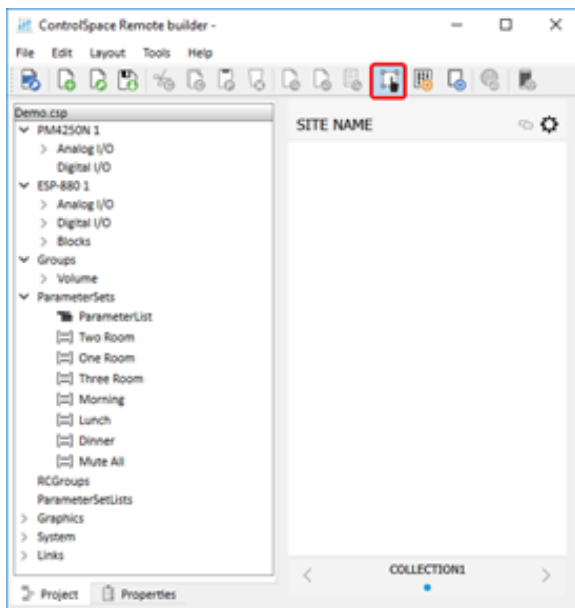 ControlSpace Remote builder -
File Edit Layout Tools Help
Demo.csp
PM4250N 1
Analog I/O
Digital I/O
ESP-880 1
Analog I/O
Digital I/O
Blocks
Groups
Volume
ParameterSets
ParameterList
Two Room
One Room
Three Room
Morning
Lunch
Dinner
Mute All
RCGroups
ParameterSetLists
Graphics
System
Links
Project Properties
SITE NAME
COLLECTION1